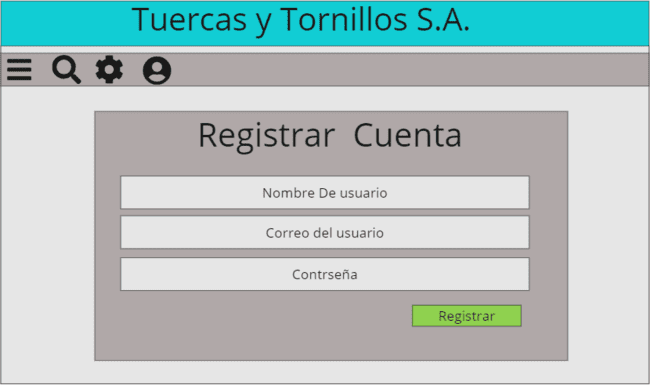 Tuercas y Tornillos S.A.
Registrar Cuenta
Nombre De usuario
Correo del usuario
Contrseña
Registrar